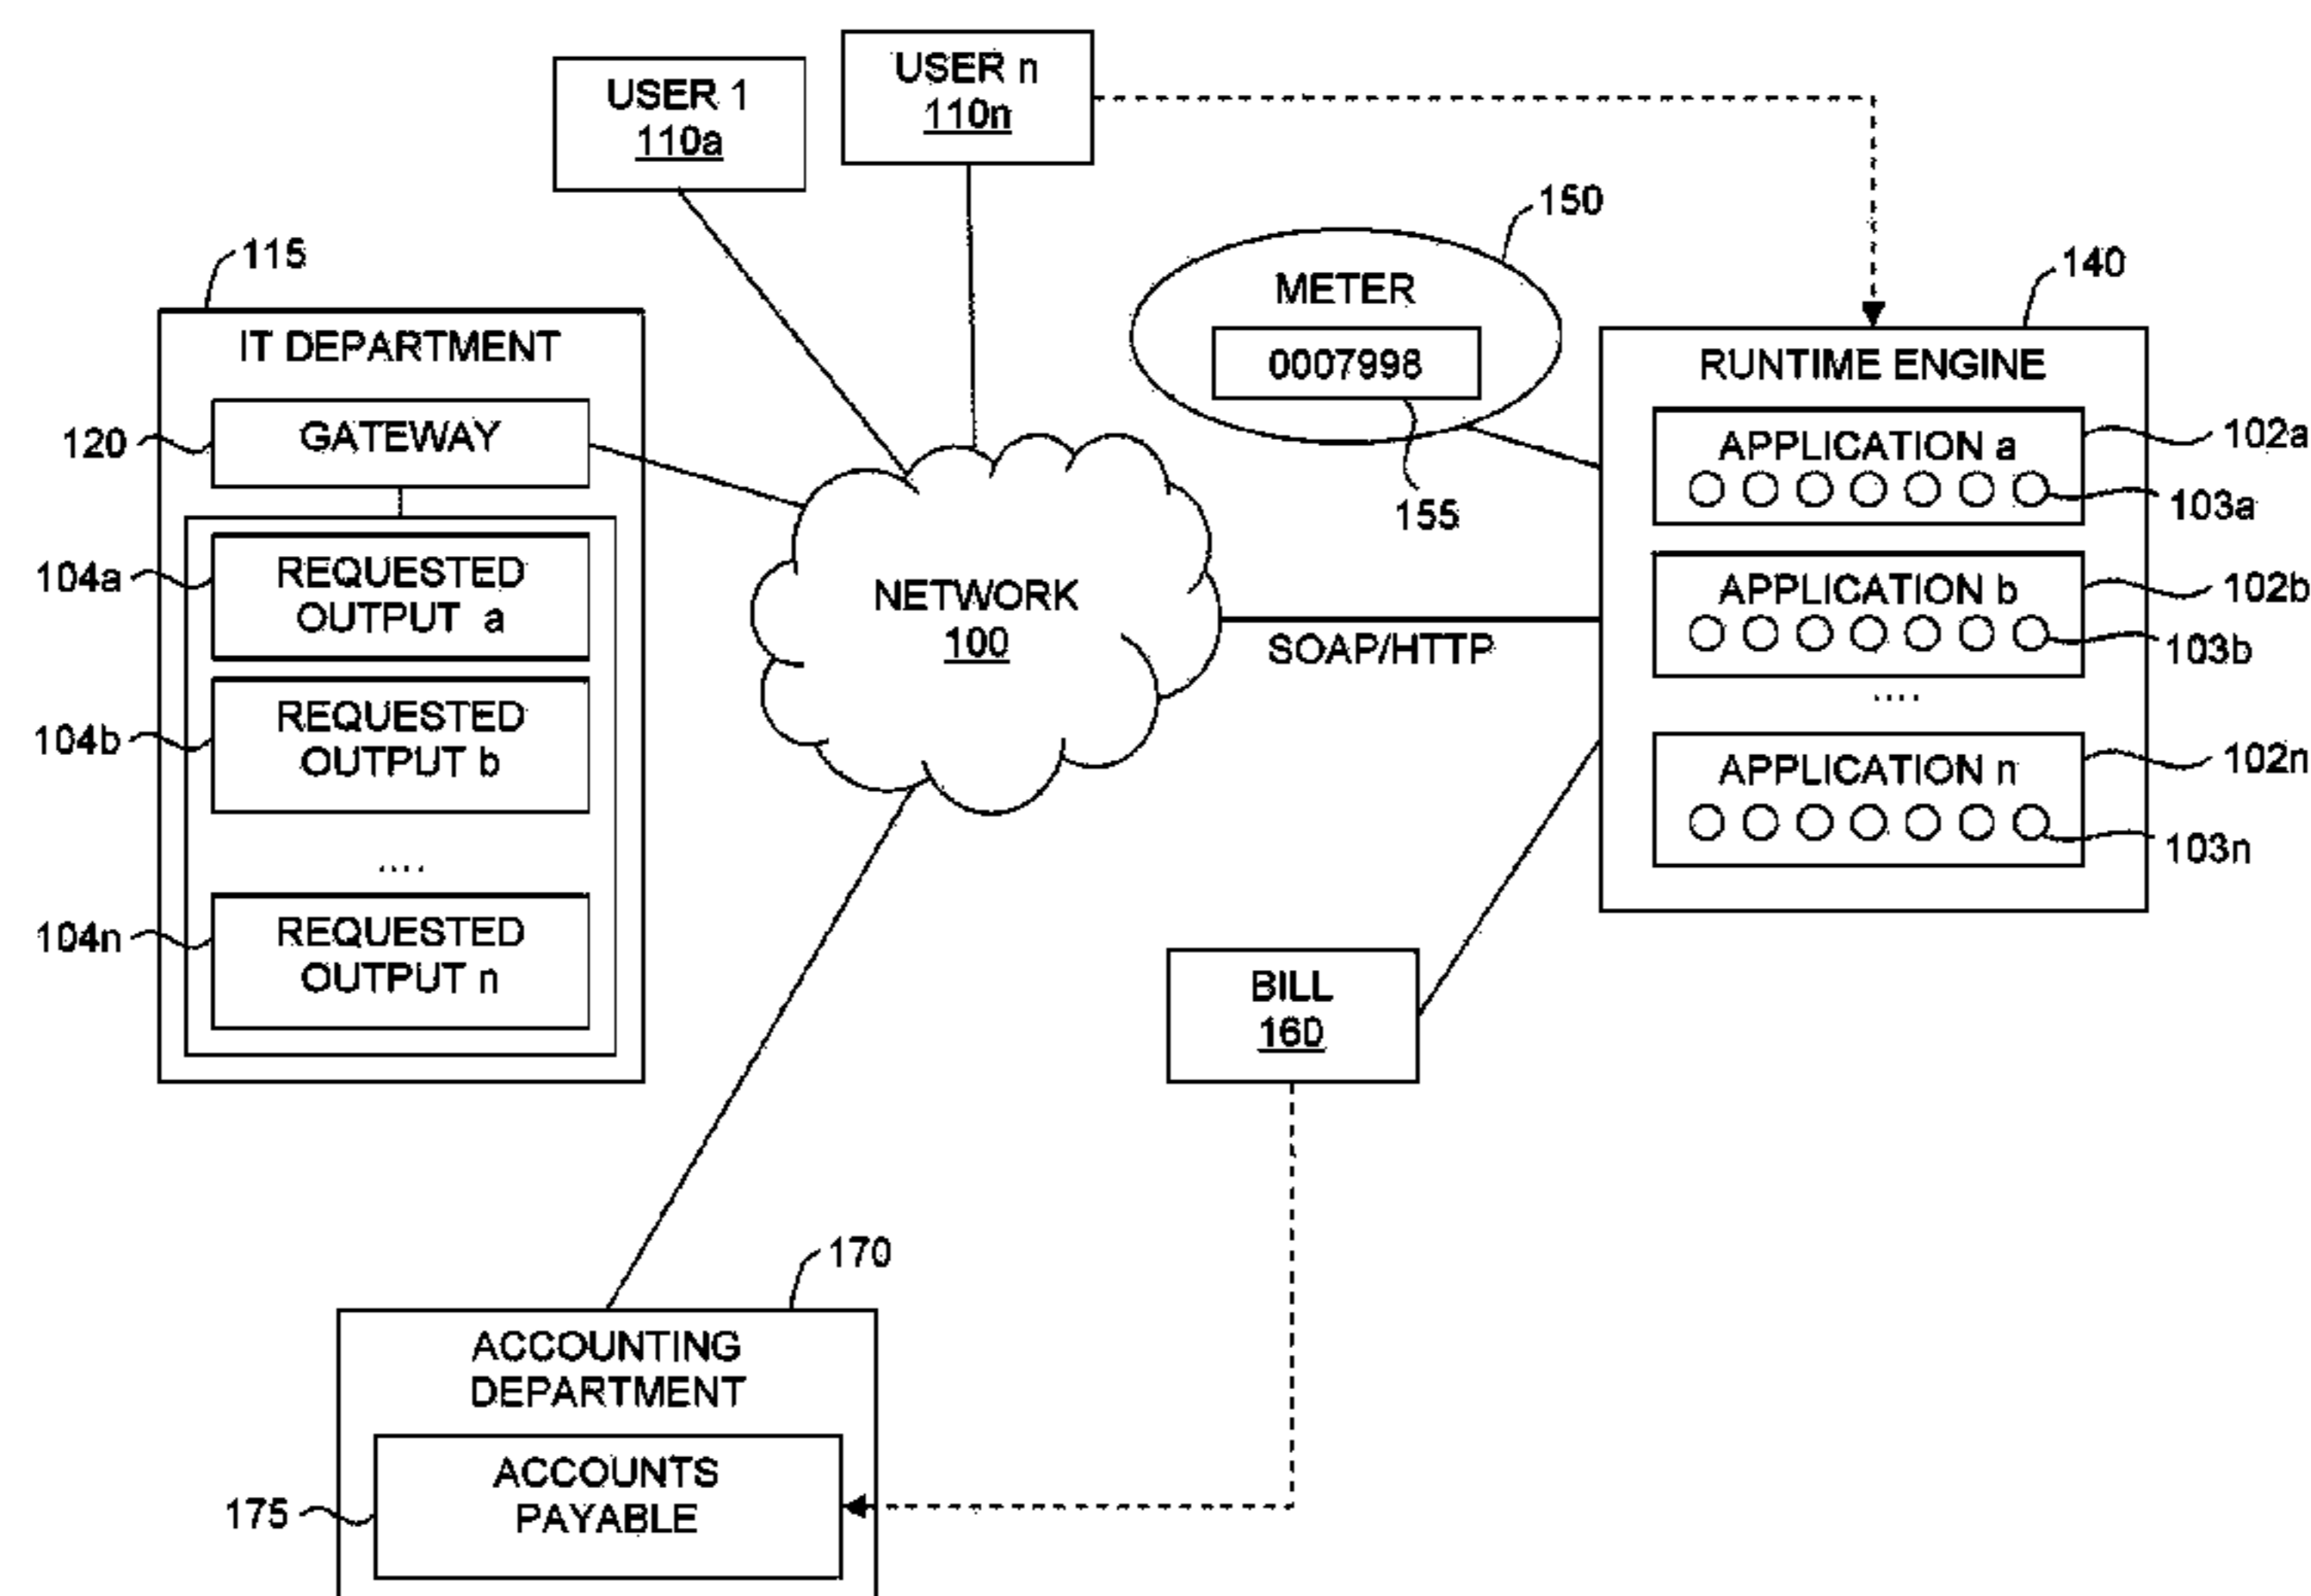 USER 1
110a
USER n
110n
150
METER
0007998
155
115
IT DEPARTMENT
120
GATEWAY
104a
REQUESTED
OUTPUT a
104b
REQUESTED
OUTPUT b
....
104n
REQUESTED
OUTPUT n
NETWORK
100
SOAP/HTTP
140
RUNTIME ENGINE
APPLICATION a
102a
103a
APPLICATION b
102b
103b
....
APPLICATION n
102n
103n
BILL
160
170
ACCOUNTING
DEPARTMENT
175
ACCOUNTS
PAYABLE